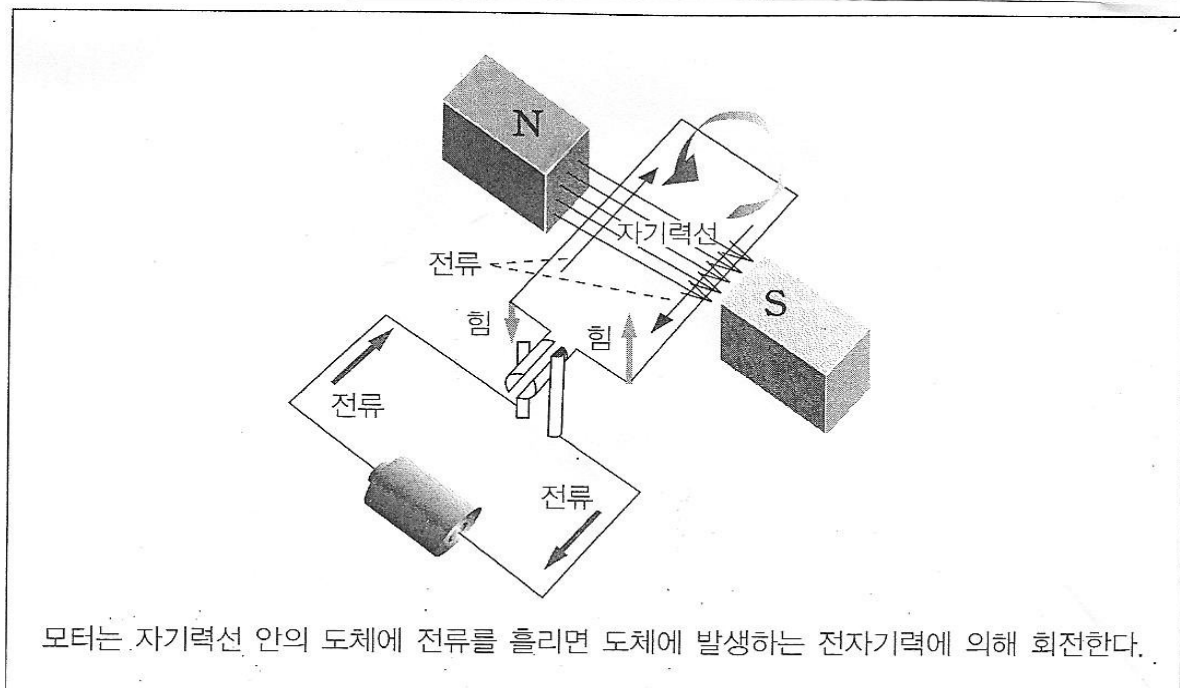 N
자기력선
전류
S
힘
힘
전류
전류
모터는 자기력선 안의 도체에 전류를 흘리면 도체에 발생하는 전자기력에 의해 회전한다.